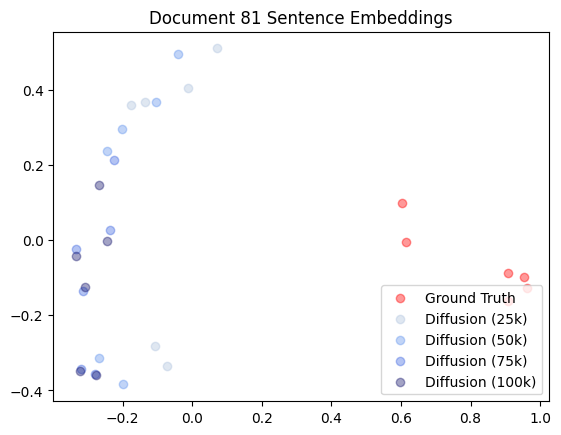 Document 81 Sentence Embeddings
0.4
0.2
0.0
−0.2
−0.4
−0.2
0.0
0.2
0.4
0.6
0.8
1.0
Ground Truth
Diffusion (25k)
Diffusion (50k)
Diffusion (75k)
Diffusion (100k)